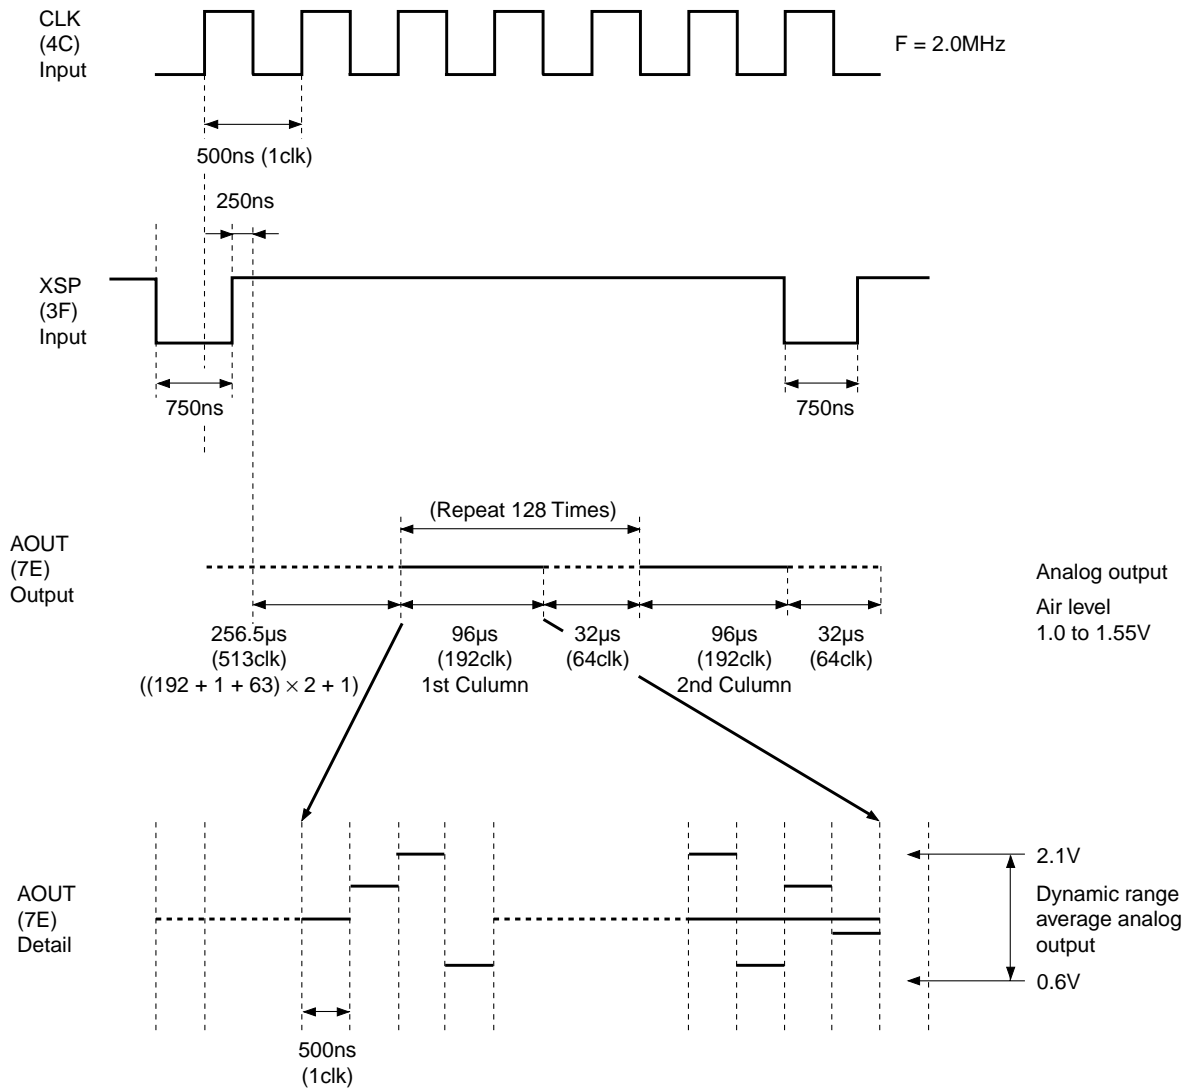 CLK
(4C)
Input
F = 2.0MHz
500ns (1clk)
250ns
XSP
(3F)
Input
750ns
750ns
(Repeat 128 Times)
AOUT
(7E)
Output
Analog output
Air level
1.0 to 1.55V
256.5µs
(513clk)
((192 + 1 + 63) × 2 + 1)
96µs
(192clk)
1st Culumn
32µs
(64clk)
96µs
(192clk)
2nd Culumn
32µs
(64clk)
AOUT
(7E)
Detail
2.1V
Dynamic range
average analog
output
0.6V
500ns
(1clk)